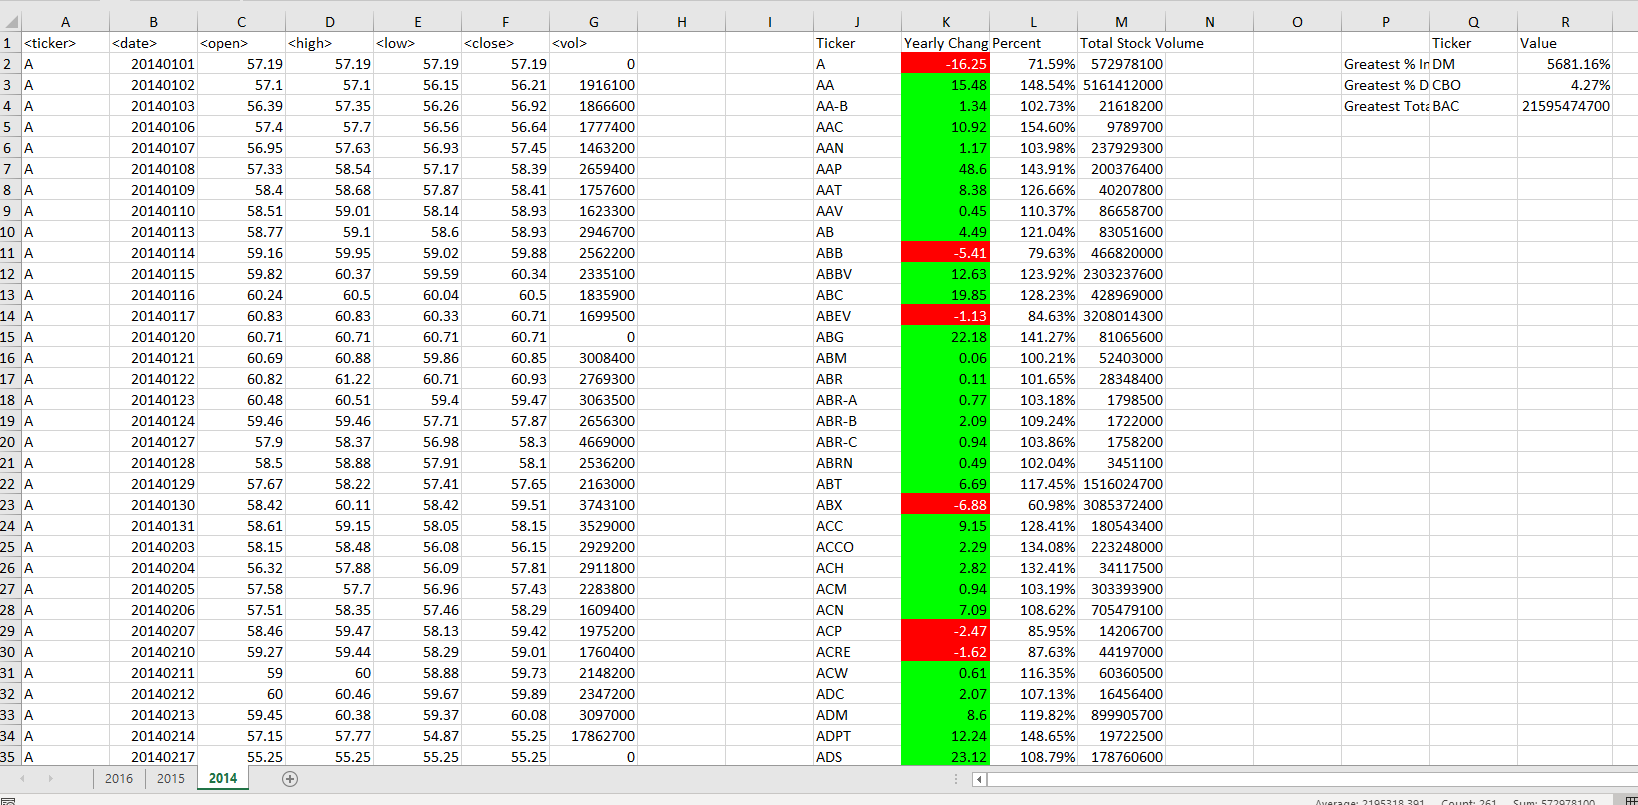 A B C D E F G H I J K L M N O P Q R
1 <ticker> <date> <open> <high> <low> <close> <vol> Ticker Yearly Chang Percent Total Stock Volume Ticker Value
2 A 20140101 57.19 57.19 57.19 57.19 0 A -16.25 71.59% 572978100 Greatest % In DM 5681.16%
3 A 20140102 57.1 57.1 56.15 56.21 1916100 AA 15.48 148.54% 5161412000 Greatest % D CBO 4.27%
4 A 20140103 56.39 57.35 56.26 56.92 1866600 AA-B 1.34 102.73% 21618200 Greatest Tota BAC 21595474700
5 A 20140106 57.4 57.7 56.56 56.64 1777400 AAC 10.92 154.60% 9789700
6 A 20140107 56.95 57.63 56.93 57.45 1463200 AAN 1.17 103.98% 237929300
7 A 20140108 57.33 58.54 57.17 58.39 2659400 AAP 48.6 143.91% 200376400
8 A 20140109 58.4 58.68 57.87 58.41 1757600 AAT 8.38 126.66% 40207800
9 A 20140110 58.51 59.01 58.14 58.93 1623300 AAV 0.45 110.37% 86658700
10 A 20140113 58.77 59.1 58.6 58.93 2946700 AB 4.49 121.04% 83051600
11 A 20140114 59.16 59.95 59.02 59.88 2562200 ABB -5.41 79.63% 466820000
12 A 20140115 59.82 60.37 59.59 60.34 2335100 ABBV 12.63 123.92% 2303237600
13 A 20140116 60.24 60.5 60.04 60.5 1835900 ABC 19.85 128.23% 428969000
14 A 20140117 60.83 60.83 60.33 60.71 1699500 ABEV -1.13 84.63% 3208014300
15 A 20140120 60.71 60.71 60.71 60.71 0 ABG 22.18 141.27% 81065600
16 A 20140121 60.69 60.88 59.86 60.85 3008400 ABM 0.06 100.21% 52403000
17 A 20140122 60.82 61.22 60.71 60.93 2769300 ABR 0.11 101.65% 28348400
18 A 20140123 60.48 60.51 59.4 59.47 3063500 ABR-A 0.77 103.18% 1798500
19 A 20140124 59.46 59.46 57.71 57.87 2656300 ABR-B 2.09 109.24% 1722000
20 A 20140127 57.9 58.37 56.98 58.3 4669000 ABR-C 0.94 103.86% 1758200
21 A 20140128 58.5 58.88 57.91 58.1 2536200 ABRN 0.49 102.04% 3451100
22 A 20140129 57.67 58.22 57.41 57.65 2163000 ABT 6.69 117.45% 1516024700
23 A 20140130 58.42 60.11 58.42 59.51 3743100 ABX -6.88 60.98% 3085372400
24 A 20140131 58.61 59.15 58.05 58.15 3529000 ACC 9.15 128.41% 180543400
25 A 20140203 58.15 58.48 56.08 56.15 2929200 ACCO 2.29 134.08% 223248000
26 A 20140204 56.32 57.88 56.09 57.81 2911800 ACH 2.82 132.41% 34117500
27 A 20140205 57.58 57.7 56.96 57.43 2283800 ACM 0.94 103.19% 303393900
28 A 20140206 57.51 58.35 57.46 58.29 1609400 ACN 7.09 108.62% 705479100
29 A 20140207 58.46 59.47 58.13 59.42 1975200 ACP -2.47 85.95% 14206700
30 A 20140210 59.27 59.44 58.29 59.01 1760400 ACRE -1.62 87.63% 44197000
31 A 20140211 59 60 58.88 59.73 2148200 ACW 0.61 116.35% 60360500
32 A 20140212 60 60.46 59.67 59.89 2347200 ADC 2.07 107.13% 16456400
33 A 20140213 59.45 60.38 59.37 60.08 3097000 ADM 8.6 119.82% 899905700
34 A 20140214 57.15 57.77 54.87 55.25 17862700 ADPT 12.24 148.65% 19722500
35 A 20140217 55.25 55.25 55.25 55.25 0 ADS 23.12 108.79% 178760600
2016 2015 2014
Average: 2195318.391 Count: 261 Sum: 572978100